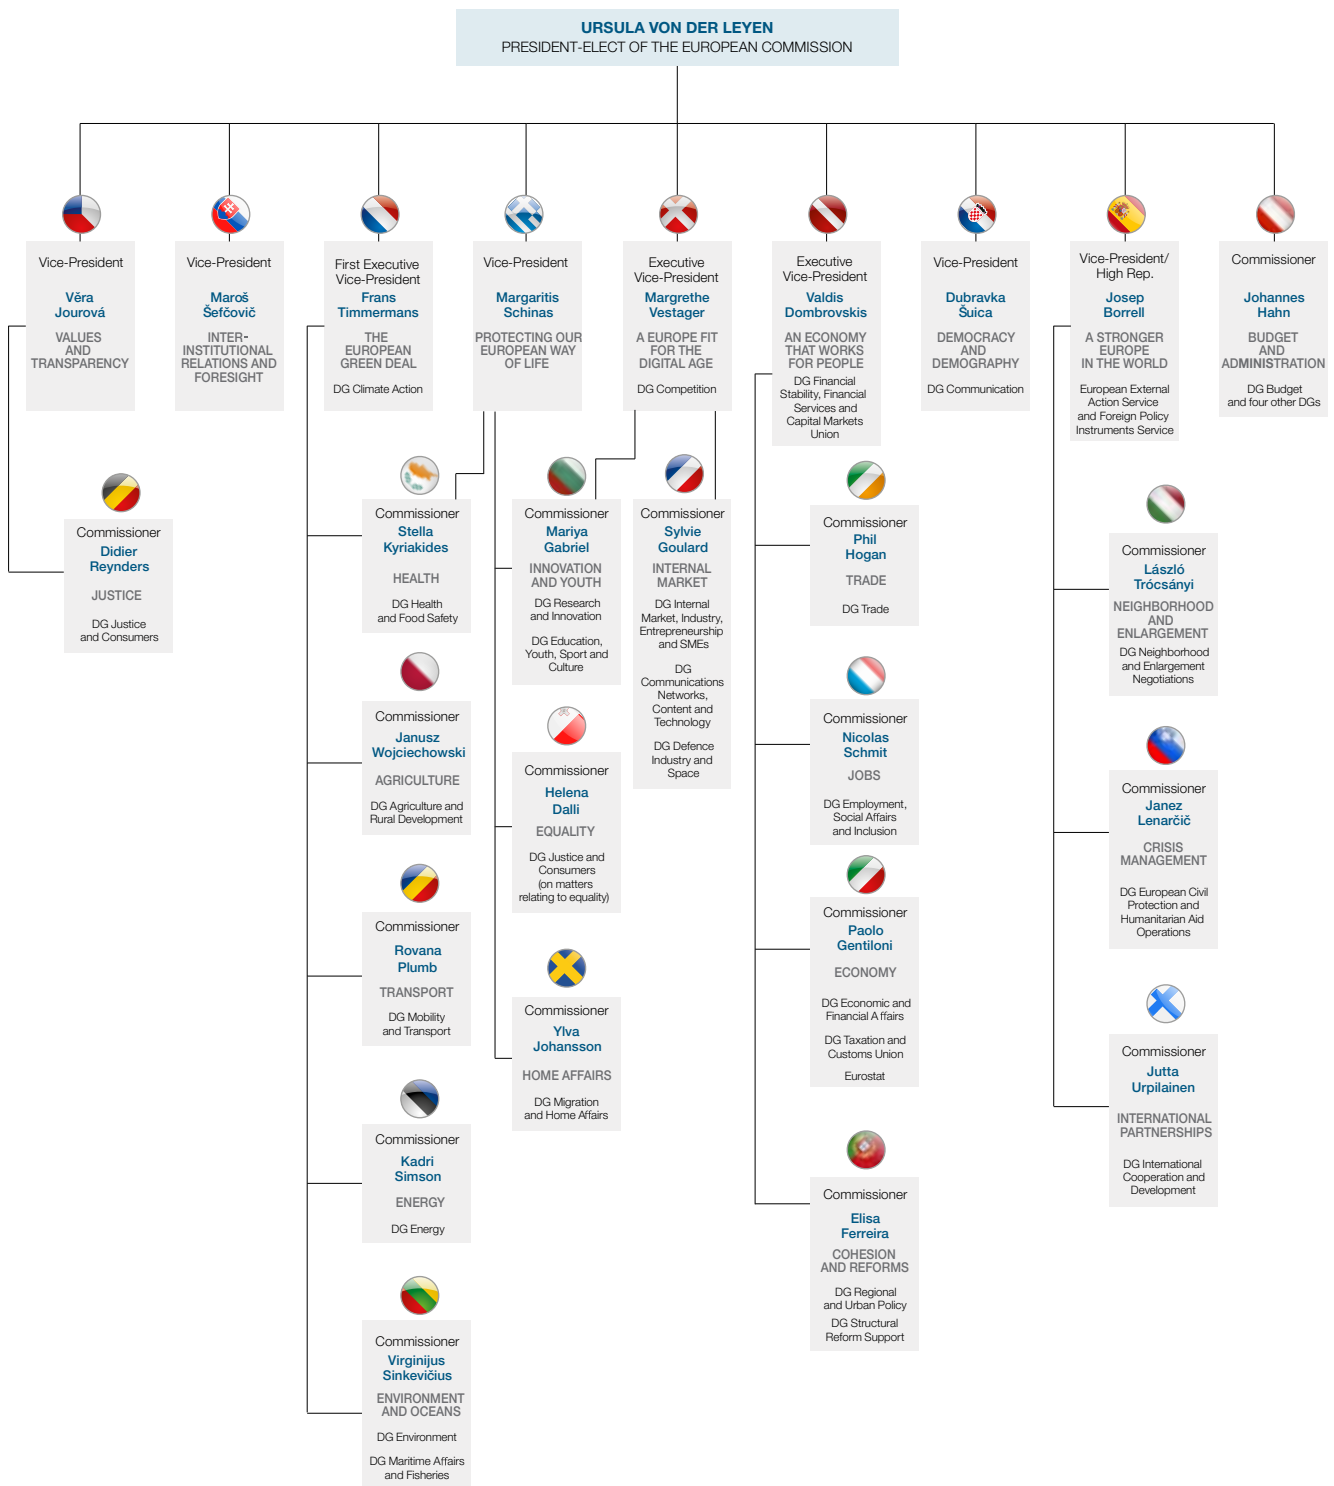 URSULA VON DER LEYEN
PRESIDENT-ELECT OF THE EUROPEAN COMMISSION
Vice-President
Věra
Jourová
VALUES
AND
TRANSPARENCY
Vice-President
Maroš
Šefčovič
INTER-
INSTITUTIONAL
RELATIONS AND
FORESIGHT
First Executive
Vice-President
Frans
Timmermans
THE
EUROPEAN
GREEN DEAL
DG Climate Action
Vice-President
Margaritis
Schinas
PROTECTING OUR
EUROPEAN WAY
OF LIFE
Executive
Vice-President
Margrethe
Vestager
A EUROPE FIT
FOR THE
DIGITAL AGE
DG Competition
Executive
Vice-President
Valdis
Dombrovskis
AN ECONOMY
THAT WORKS
FOR PEOPLE
DG Financial
Stability, Financial
Services and
Capital Markets
Union
Vice-President
Dubravka
Šuica
DEMOCRACY
AND
DEMOGRAPHY
DG Communication
Vice-President/
High Rep.
Josep
Borrell
A STRONGER
EUROPE
IN THE WORLD
European External
Action Service
and Foreign Policy
Instruments Service
Commissioner
Johannes
Hahn
BUDGET
AND
ADMINISTRATION
DG Budget
and four other DGs
Commissioner
Didier
Reynders
JUSTICE
DG Justice
and Consumers
Commissioner
Stella
Kyriakides
HEALTH
DG Health
and Food Safety
Commissioner
Janusz
Wojciechowski
AGRICULTURE
DG Agriculture and
Rural Development
Commissioner
Rovana
Plumb
TRANSPORT
DG Mobility
and Transport
Commissioner
Kadri
Simson
ENERGY
DG Energy
Commissioner
Virginijus
Sinkevičius
ENVIRONMENT
AND OCEANS
DG Environment
DG Maritime Affairs
and Fisheries
Commissioner
Mariya
Gabriel
INNOVATION
AND YOUTH
DG Research
and Innovation
DG Education,
Youth, Sport and
Culture
Commissioner
Helena
Dalli
EQUALITY
DG Justice and
Consumers
(on matters
relating to equality)
Commissioner
Ylva
Johansson
HOME AFFAIRS
DG Migration
and Home Affairs
Commissioner
Sylvie
Goulard
INTERNAL
MARKET
DG Internal
Market, Industry,
Entrepreneurship
and SMEs
DG
Communications
Networks,
Content and
Technology
DG Defence
Industry and
Space
Commissioner
Phil
Hogan
TRADE
DG Trade
Commissioner
Nicolas
Schmit
JOBS
DG Employment,
Social Affairs
and Inclusion
Commissioner
Paolo
Gentiloni
ECONOMY
DG Economic and
Financial Affairs
DG Taxation and
Customs Union
Eurostat
Commissioner
Elisa
Ferreira
COHESION
AND REFORMS
DG Regional
and Urban Policy
DG Structural
Reform Support
Commissioner
László
Trócsányi
NEIGHBORHOOD
AND
ENLARGEMENT
DG Neighborhood
and Enlargement
Negotiations
Commissioner
Janez
Lenarčič
CRISIS
MANAGEMENT
DG European Civil
Protection and
Humanitarian Aid
Operations
Commissioner
Jutta
Urpilainen
INTERNATIONAL
PARTNERSHIPS
DG International
Cooperation and
Development